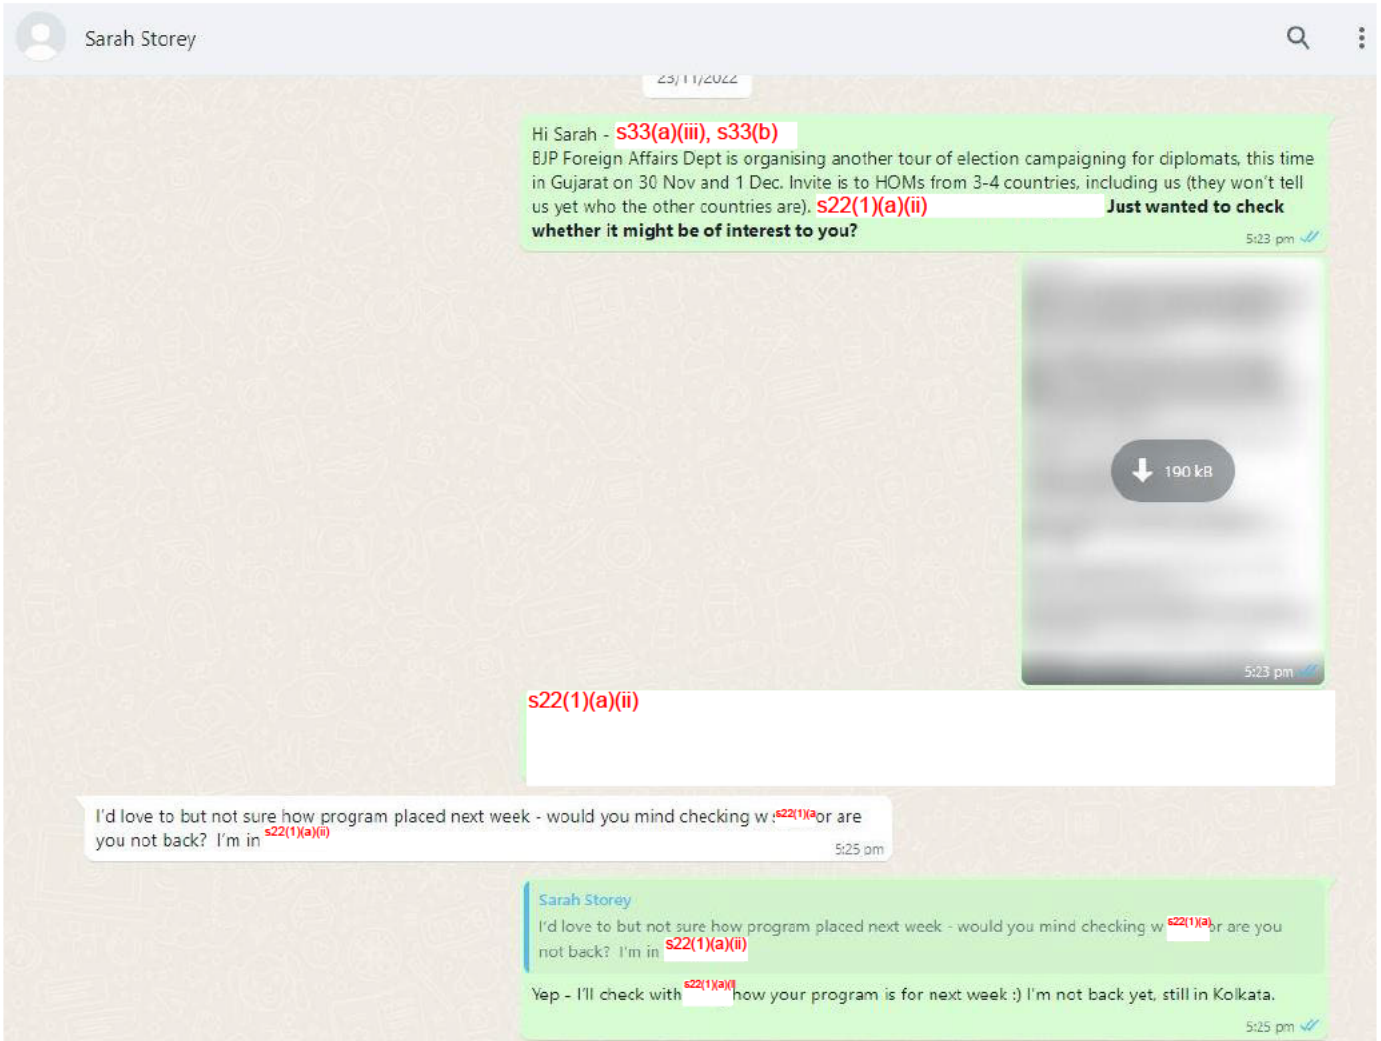 Sarah Storey
23/11/2022
Hi Sarah - s33(a)(iii), s33(b)
BJP Foreign Affairs Dept is organising another tour of election campaigning for diplomats, this time
in Gujarat on 30 Nov and 1 Dec. Invite is to HOMs from 3-4 countries, including us (they won't tell
us yet who the other countries are). s22(1)(a)(ii) Just wanted to check
whether it might be of interest to you?
5:23 pm
190 kB
5:23 pm
s22(1)(a)(ii)
I'd love to but not sure how program placed next week - would you mind checking w s22(1)(a or are
you not back? I'm in s22(1)(a)(ii)
5:25 pm
Sarah Storey
I'd love to but not sure how program placed next week - would you mind checking w s22(1)(a) or are you
not back? I'm in s22(1)(a)(ii)
Yep - I'll check with s22(1)(a)(i how your program is for next week :) I'm not back yet, still in Kolkata.
5:25 pm